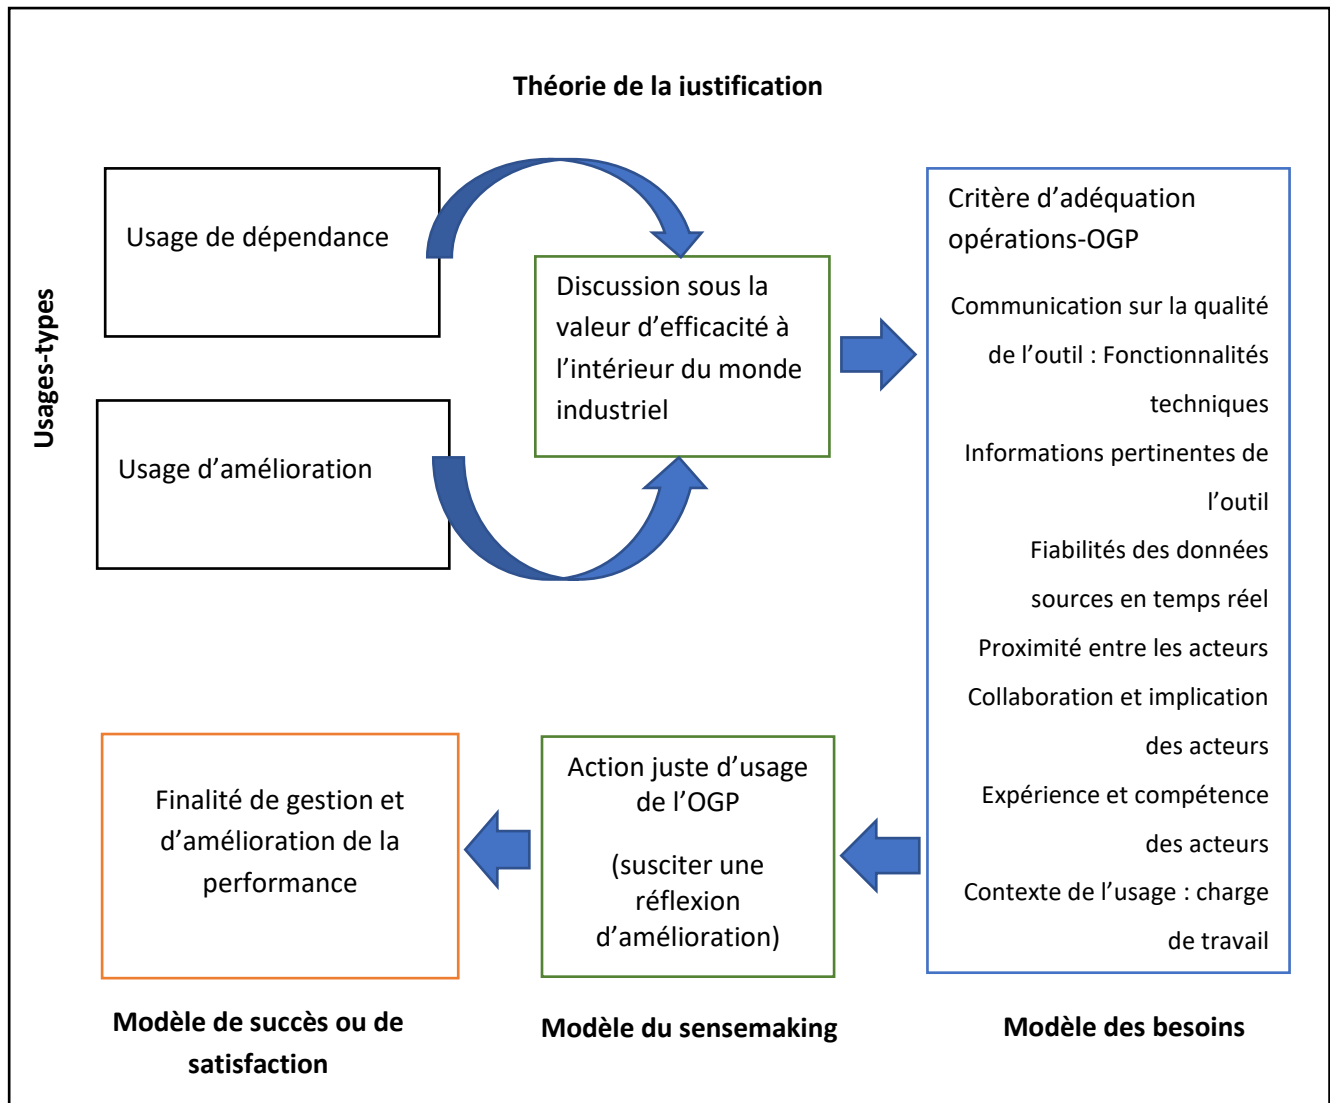 Théorie de la justification
Usages-types
Usage de dépendance
Usage d’amélioration
Discussion sous la
valeur d’efficacité à
l’intérieur du monde
industriel
Critère d’adéquation
opérations-OGP
Communication sur la qualité
de l’outil : Fonctionnalités
techniques
Informations pertinentes de
l’outil
Fiabilités des données
sources en temps réel
Proximité entre les acteurs
Collaboration et implication
des acteurs
Expérience et compétence
des acteurs
Contexte de l’usage : charge
de travail
Action juste d’usage
de l’OGP
(susciter une
réflexion
d’amélioration)
Finalité de gestion et
d’amélioration de la
performance
Modèle de succès ou de
satisfaction
Modèle du sensemaking
Modèle des besoins